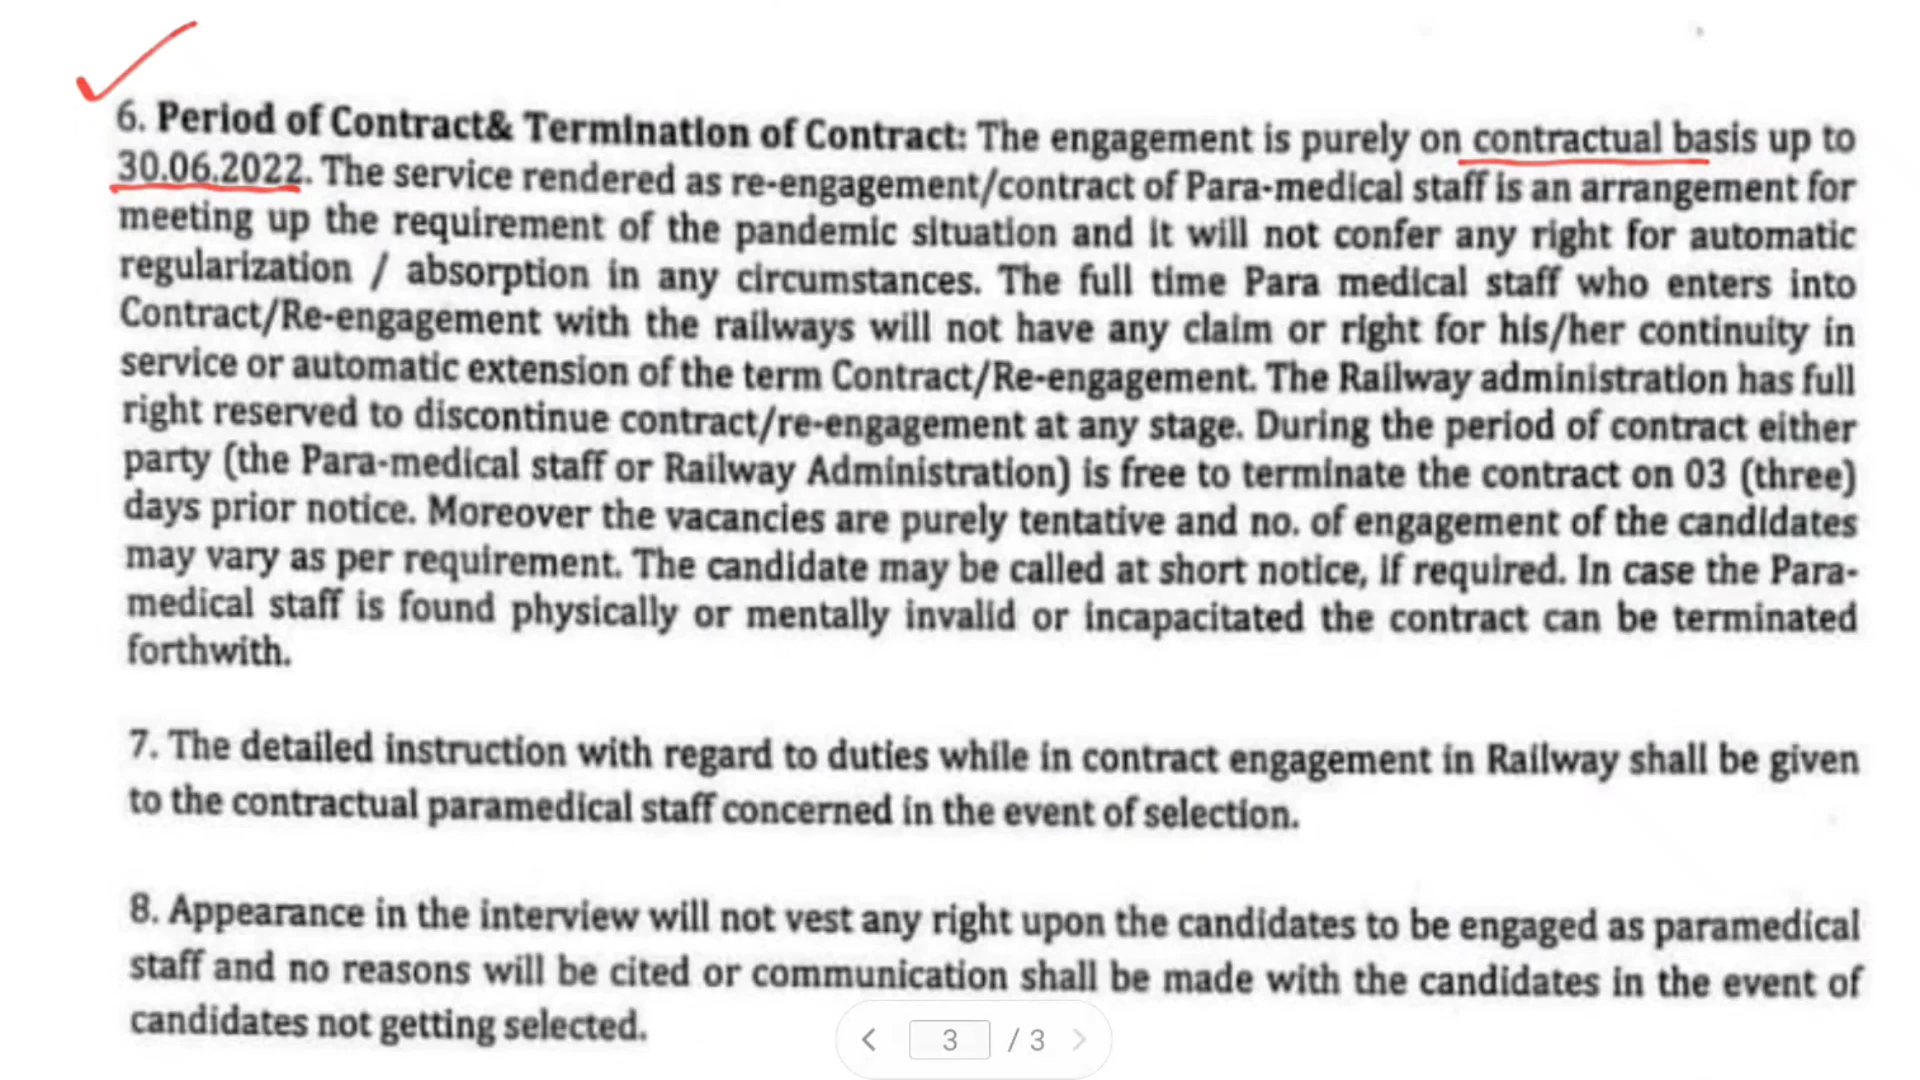 6. Period of Contract& Termination of Contract: The engagement is purely on contractual basis up to
30.06.2022. The service rendered as re-engagement/contract of Para-medical staff is an arrangement for
meeting up the requirement of the pandemic situation and it will not confer any right for automatic
regularization / absorption in any circumstances. The full time Para medical staff who enters into
Contract/Re-engagement with the railways will not have any claim or right for his/her continuity in
service or automatic extension of the term Contract/Re-engagement. The Railway administration has full
right reserved to discontinue contract/re-engagement at any stage. During the period of contract either
party (the Para-medical staff or Railway Administration) is free to terminate the contract on 03 (three)
days prior notice. Moreover the vacancies are purely tentative and no. of engagement of the candidates
may vary as per requirement. The candidate may be called at short notice, if required. In case the Para-
medical staff is found physically or mentally invalid or incapacitated the contract can be terminated
forthwith.
7. The detailed instruction with regard to duties while in contract engagement in Railway shall be given
to the contractual paramedical staff concerned in the event of selection.
8. Appearance in the interview will not vest any right upon the candidates to be engaged as paramedical
staff and no reasons will be cited or communication shall be made with the candidates in the event of
candidates not getting selected.
3 / 3